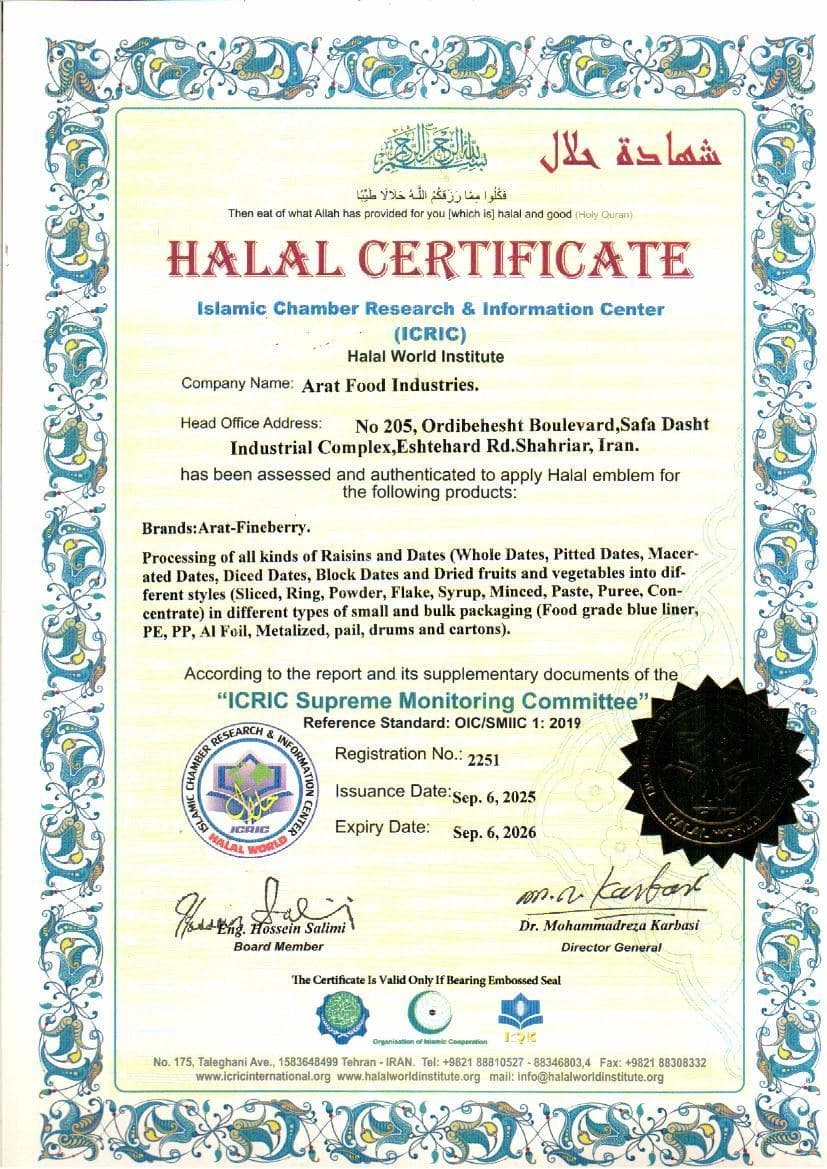 بسم الله الرحمن الرحيم
شهادة حلال
فَكُلُوا مِمَّا رَزَقَكُمُ اللَّهُ حَلَالًا طَيِّبًا
Then eat of what Allah has provided for you [which is] halal and good (Holy Quran)
HALAL CERTIFICATE
Islamic Chamber Research & Information Center
(ICRIC)
Halal World Institute
Company Name: Arat Food Industries.
Head Office Address: No 205, Ordibehesht Boulevard,Safa Dasht
Industrial Complex,Eshtehard Rd.Shahriar, Iran.
has been assessed and authenticated to apply Halal emblem for
the following products:
Brands:Arat-Fineberry.
Processing of all kinds of Raisins and Dates (Whole Dates, Pitted Dates, Macer-
ated Dates, Diced Dates, Block Dates and Dried fruits and vegetables into dif-
ferent styles (Sliced, Ring, Powder, Flake, Syrup, Minced, Paste, Puree, Con-
centrate) in different types of small and bulk packaging (Food grade blue liner,
PE, PP, Al Foil, Metalized, pail, drums and cartons).
According to the report and its supplementary documents of the
“ICRIC Supreme Monitoring Committee”
Reference Standard: OIC/SMIIC 1: 2019
ISLAMIC CHAMBER RESEARCH & INFORMATION CENTER
حلال
ICRIC
HALAL WORLD
Registration No.: 2251
Issuance Date: Sep. 6, 2025
Expiry Date: Sep. 6, 2026
HALAL WORLD
Hossein Salimi
m.r. Karbasi
Eng. Hossein Salimi
Board Member
Dr. Mohammadreza Karbasi
Director General
The Certificate Is Valid Only If Bearing Embossed Seal
Organisation of Islamic Cooperation
ICRIC
No. 175, Taleghani Ave., 1583648499 Tehran - IRAN. Tel: +9821 88810527 - 88346803,4 Fax: +9821 88308332
www.icricinternational.org www.halalworldinstitute.org mail: info@halalworldinstitute.org